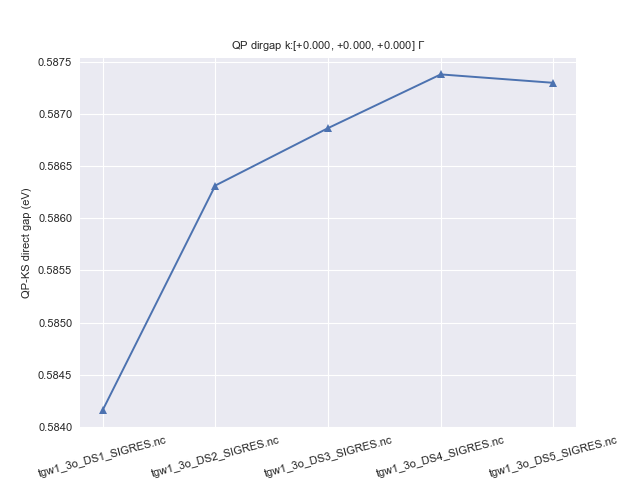 QP dirgap k:[+0.000, +0.000, +0.000] Γ
QP-KS direct gap (eV)
0.5875
0.5870
0.5865
0.5860
0.5855
0.5850
0.5845
0.5840
tgw1_3o_DS1_SIGRES.nc
tgw1_3o_DS2_SIGRES.nc
tgw1_3o_DS3_SIGRES.nc
tgw1_3o_DS4_SIGRES.nc
tgw1_3o_DS5_SIGRES.nc